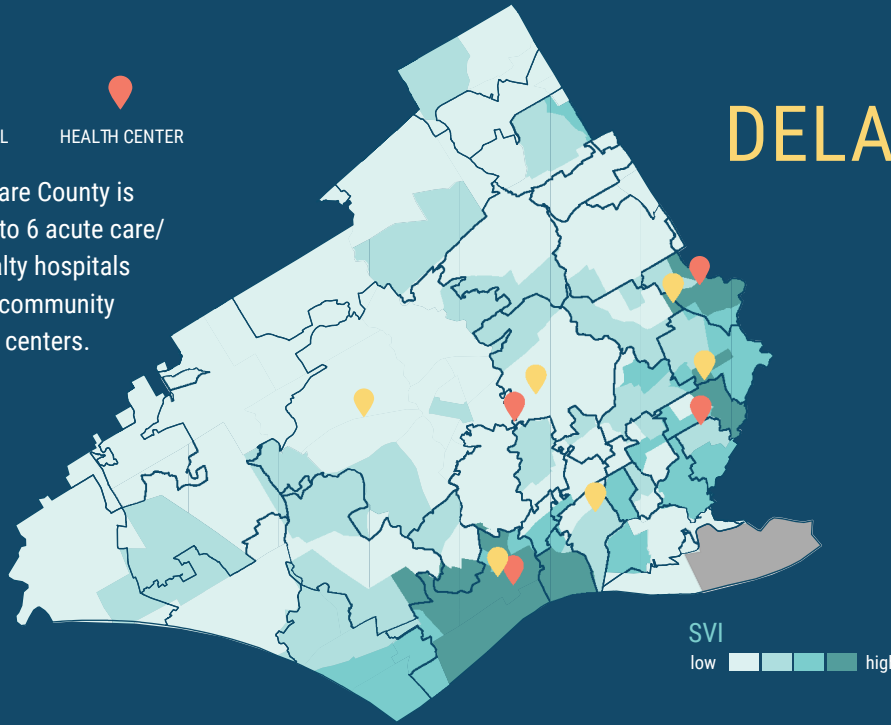 L
HEALTH CENTER
DELA
are County is
to 6 acute care/
alty hospitals
community
centers.
SVI
low
high